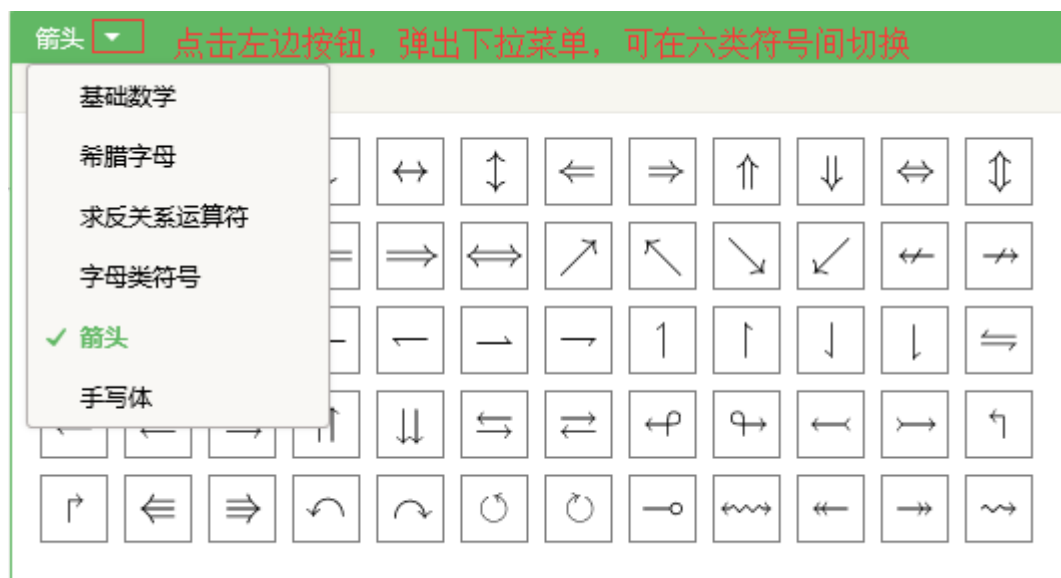 箭头 点击左边按钮，弹出下拉菜单，可在六类符号间切换
基础数学
希腊字母
求反关系运算符
字母类符号
箭头
手写体